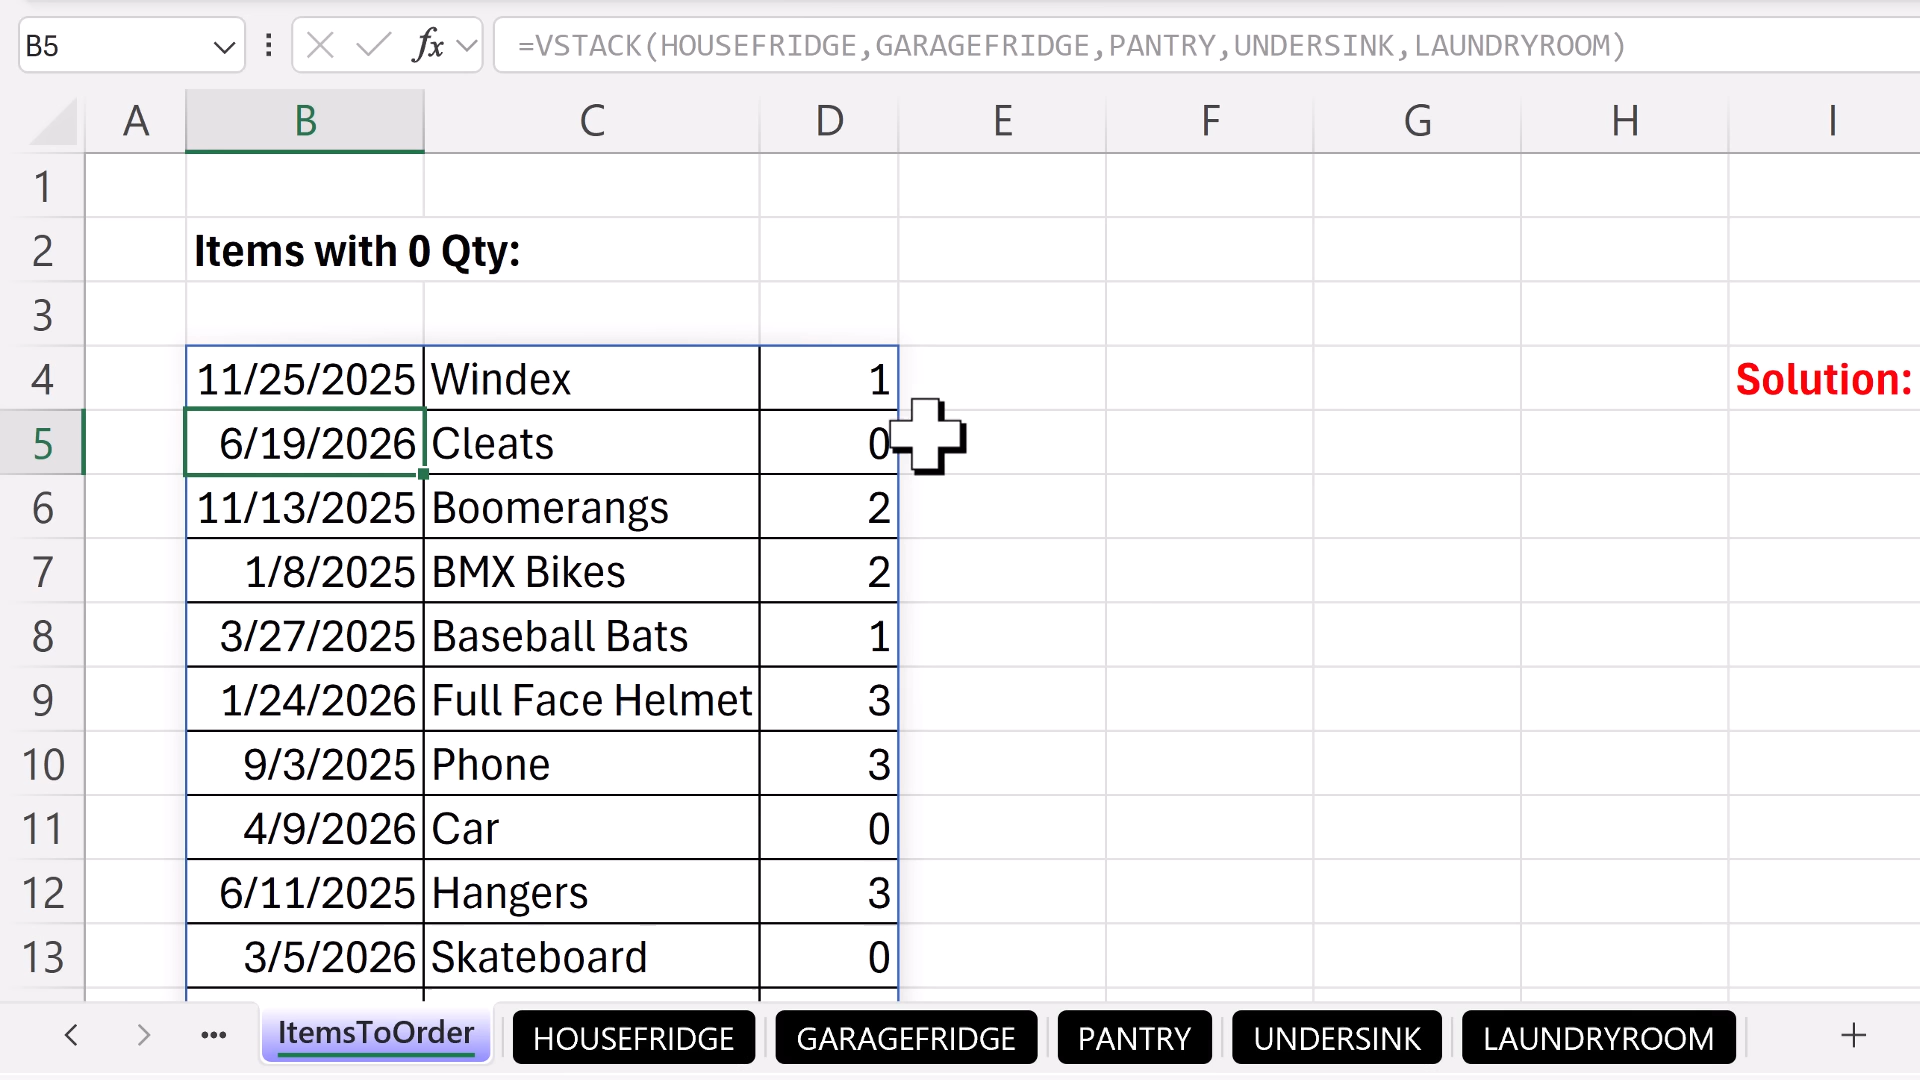 B5 fx =VSTACK(HOUSEFRIDGE,GARAGEFRIDGE,PANTRY,UNDERSINK,LAUNDRYROOM)
A B C D E F G H I
1
2 Items with 0 Qty:
3
4 11/25/2025 Windex 1 Solution:
5 6/19/2026 Cleats 0
6 11/13/2025 Boomerangs 2
7 1/8/2025 BMX Bikes 2
8 3/27/2025 Baseball Bats 1
9 1/24/2026 Full Face Helmet 3
10 9/3/2025 Phone 3
11 4/9/2026 Car 0
12 6/11/2025 Hangers 3
13 3/5/2026 Skateboard 0
ItemsToOrder HOUSEFRIDGE GARAGEFRIDGE PANTRY UNDERSINK LAUNDRYROOM